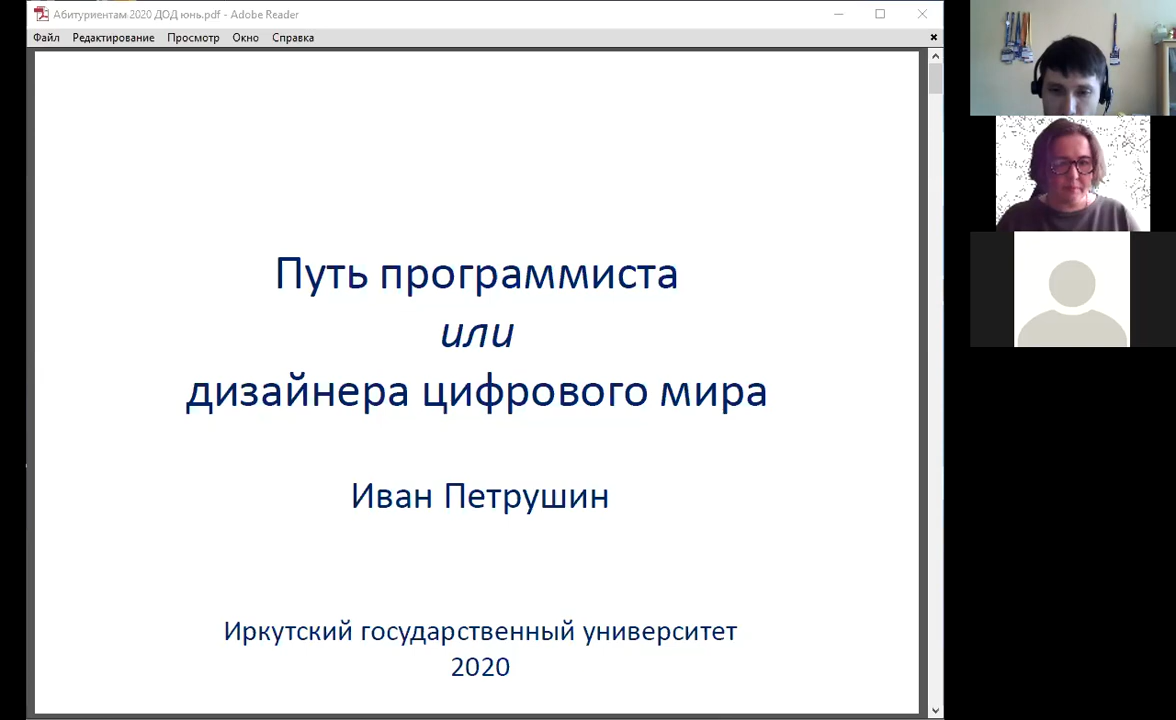 Абитуриентам 2020 ДОД юнь.pdf - Adobe Reader
Файл Редактирование Просмотр Окно Справка
Путь программиста
или
дизайнера цифрового мира
Иван Петрушин
Иркутский государственный университет
2020